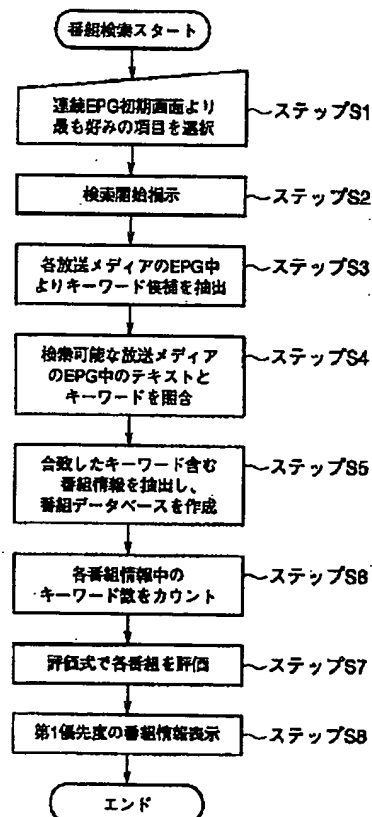 番組検索スタート
連続EPG初期画面より
最も好みの項目を選択
ステップS1
検索開始指示
ステップS2
各放送メディアのEPG中
よりキーワード候補を抽出
ステップS3
検索可能な放送メディア
のEPG中のテキストと
キーワードを照合
ステップS4
合致したキーワード含む
番組情報を抽出し、
番組データベースを作成
ステップS5
各番組情報中の
キーワード数をカウント
ステップS6
評価式で各番組を評価
ステップS7
第1優先度の番組情報表示
ステップS8
エンド